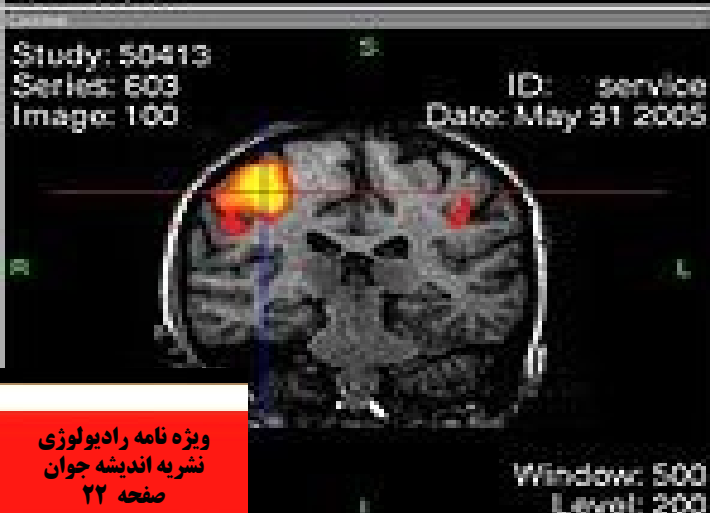 Study: 50413
Series: 603
Image: 100
S
ID: service
Date: May 31 2005
R
L
ویژه نامه رادیولوژی
نشریه اندیشه جوان
صفحه ۲۲
Window: 500
Level: 200